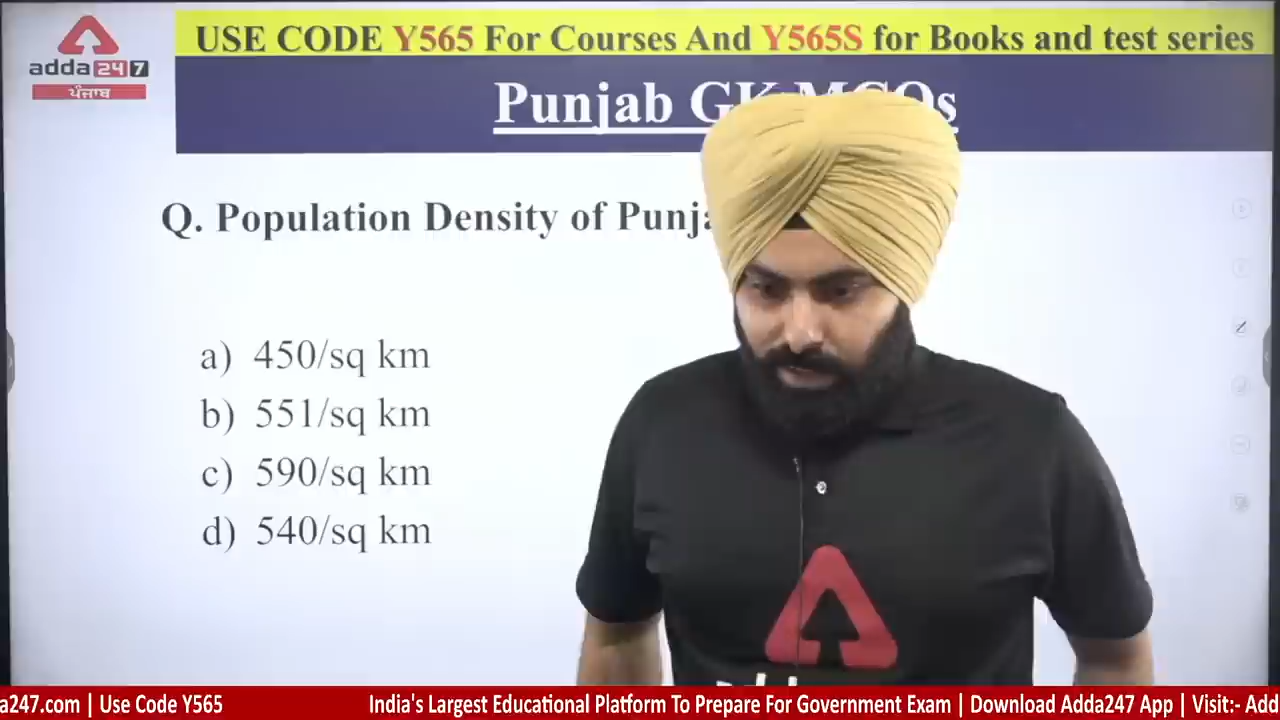 USE CODE Y565 For Courses And Y565S for Books and test series
adda247
ਪੰਜਾਬ
Punjab GK MCQs
Q. Population Density of
a) 450/sq km
b) 551/sq km
c) 590/sq km
d) 540/sq km
a247.com | Use Code Y565 India's Largest Educational Platform To Prepare For Government Exam | Download Adda247 App | Visit:- Add